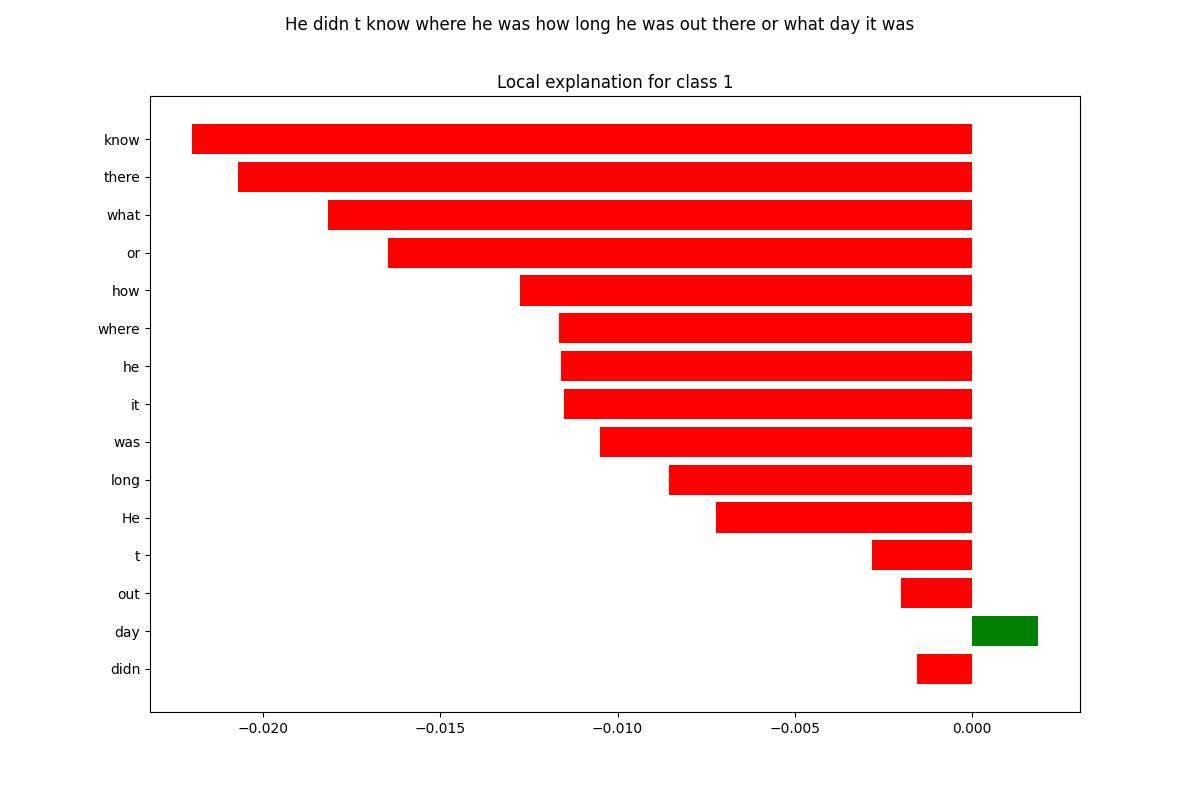 He didn t know where he was how long he was out there or what day it was
Local explanation for class 1
know
there
what
or
how
where
he
it
was
long
He
t
out
day
didn
−0.020 −0.015 −0.010 −0.005 0.000